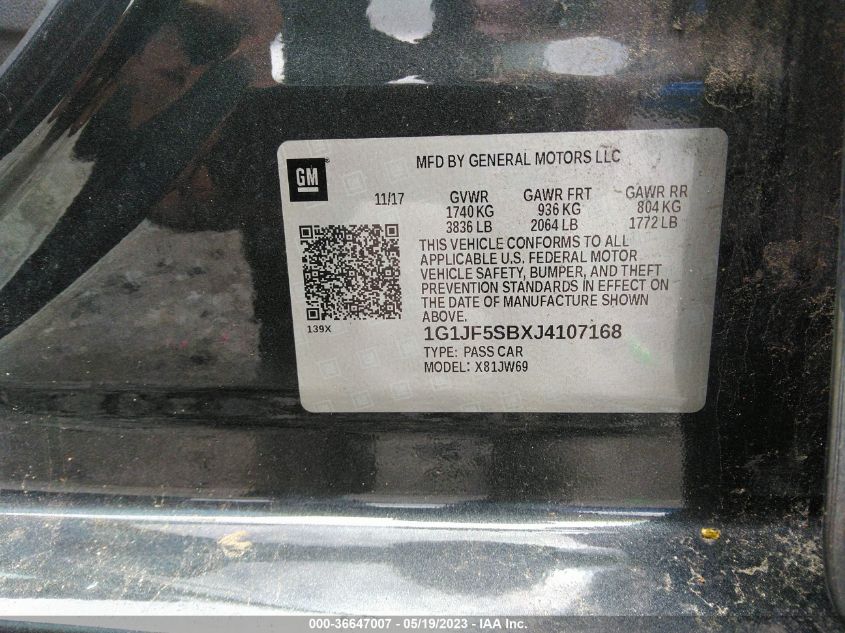 MFD BY GENERAL MOTORS LLC
GM
11/17
GVWR GAWR FRT GAWR RR
1740 KG 936 KG 804 KG
3836 LB 2064 LB 1772 LB
THIS VEHICLE CONFORMS TO ALL
APPLICABLE U.S. FEDERAL MOTOR
VEHICLE SAFETY, BUMPER, AND THEFT
PREVENTION STANDARDS IN EFFECT ON
THE DATE OF MANUFACTURE SHOWN
ABOVE.
139X
1G1JF5SBXJ4107168
TYPE: PASS CAR
MODEL: X81JW69
000-36647007 - 05/19/2023 - IAAI Inc.